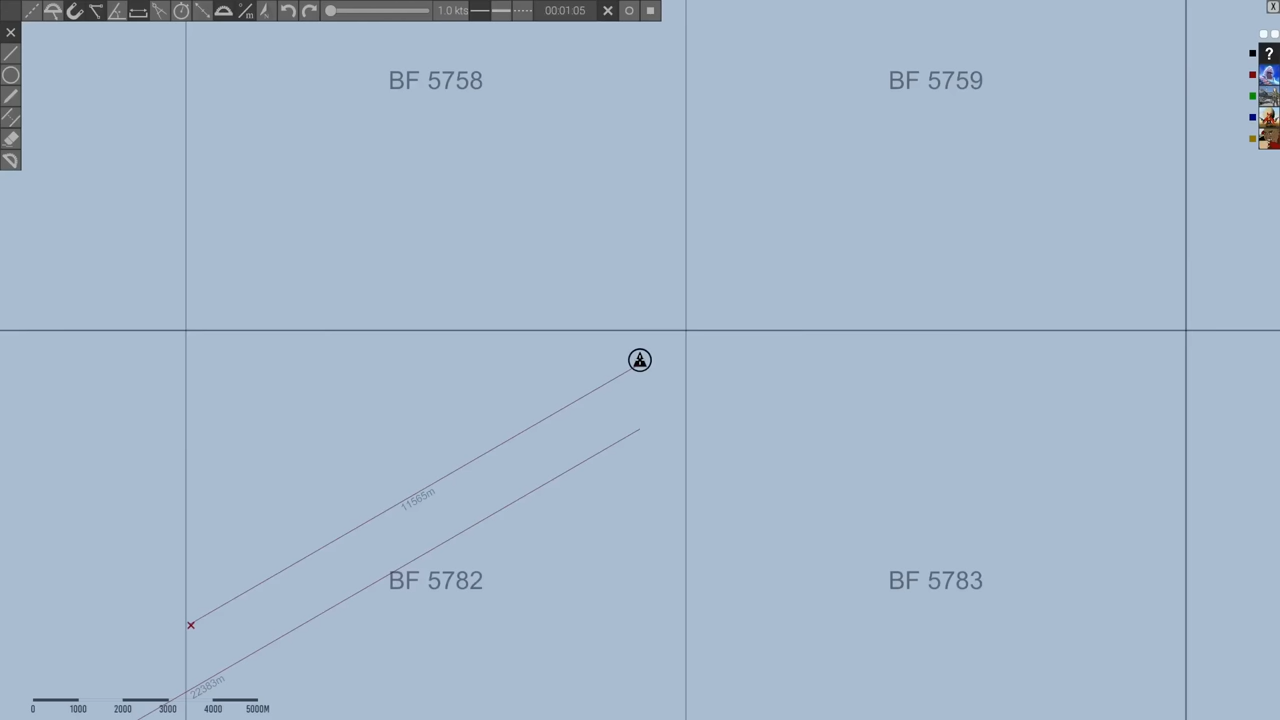 1.0 kts
00:01:05
X
?
BF 5758
BF 5759
11565m
BF 5782
BF 5783
22383m
0 1000 2000 3000 4000 5000M